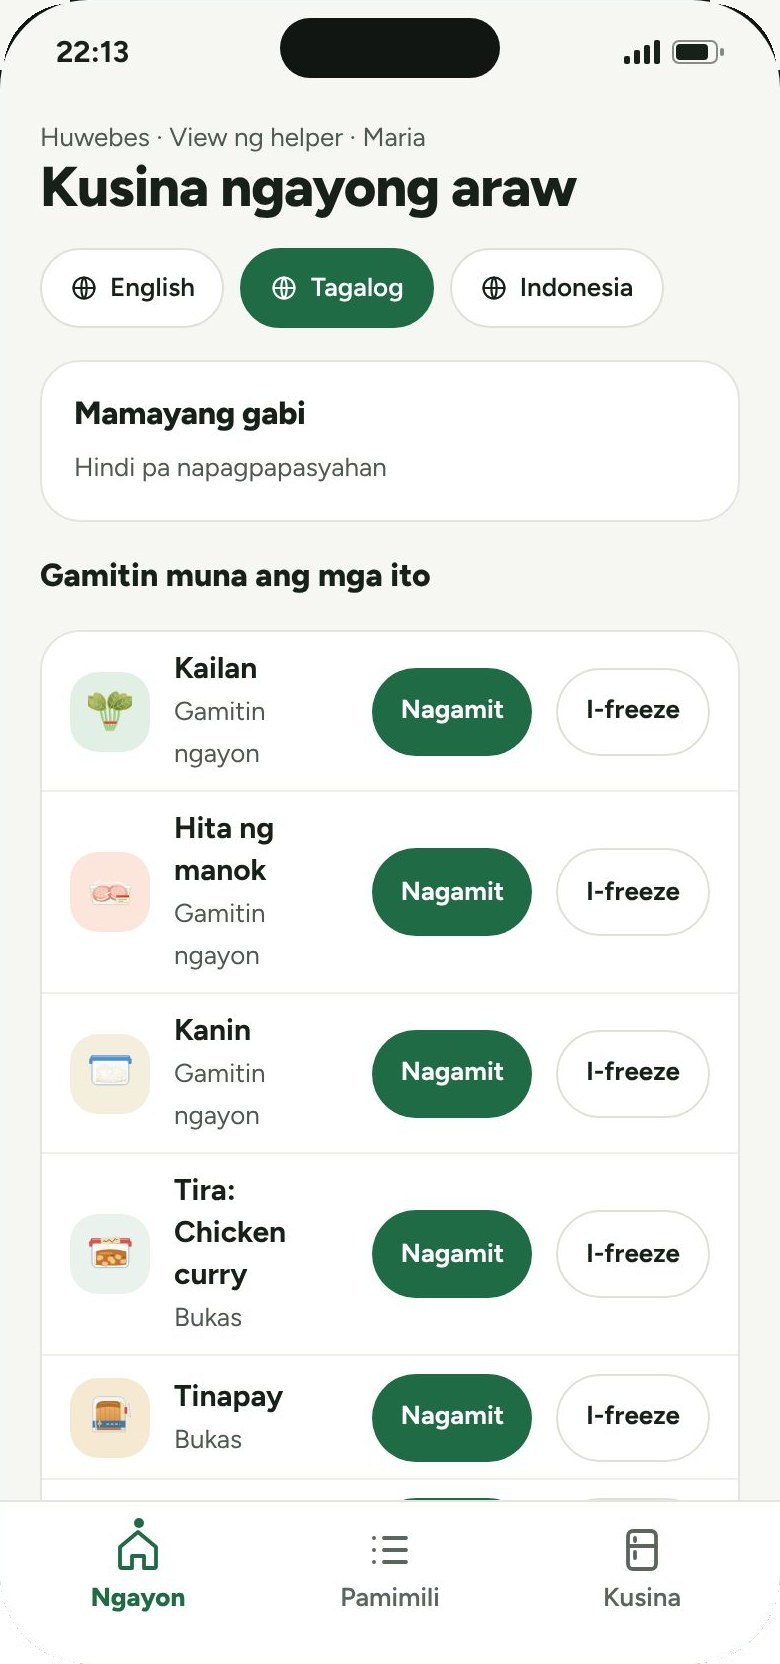 22:13
Huwebes · View ng helper · Maria
Kusina ngayong araw
English
Tagalog
Indonesia
Mamayang gabi
Hindi pa napagpapasyahan
Gamitin muna ang mga ito
Kailan
Gamitin
ngayon
Nagamit
I-freeze
Hita ng
manok
Gamitin
ngayon
Nagamit
I-freeze
Kanin
Gamitin
ngayon
Nagamit
I-freeze
Tira:
Chicken
curry
Bukas
Nagamit
I-freeze
Tinapay
Bukas
Nagamit
I-freeze
Ngayon
Pamimili
Kusina